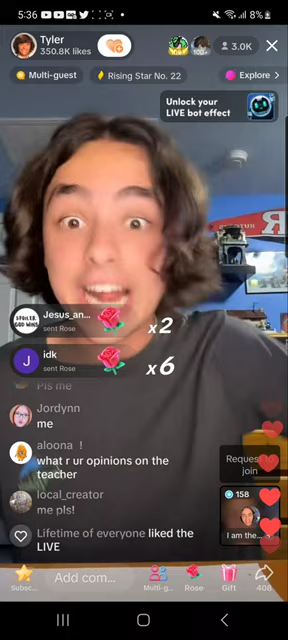 5:36
8%
Tyler
350.8K likes
3.0K
Multi-guest
Rising Star No. 22
Explore
Unlock your
LIVE bot effect
Jesus_an...
sent Rose
x2
idk
sent Rose
x6
Pls me
Jordynn
me
aloona !
what r ur opinions on the
teacher
local_creator
me pls!
Lifetime of everyone liked the
LIVE
join
158
I am the...
Subsc...
Add com...
Multi-g...
Rose
Gift
408